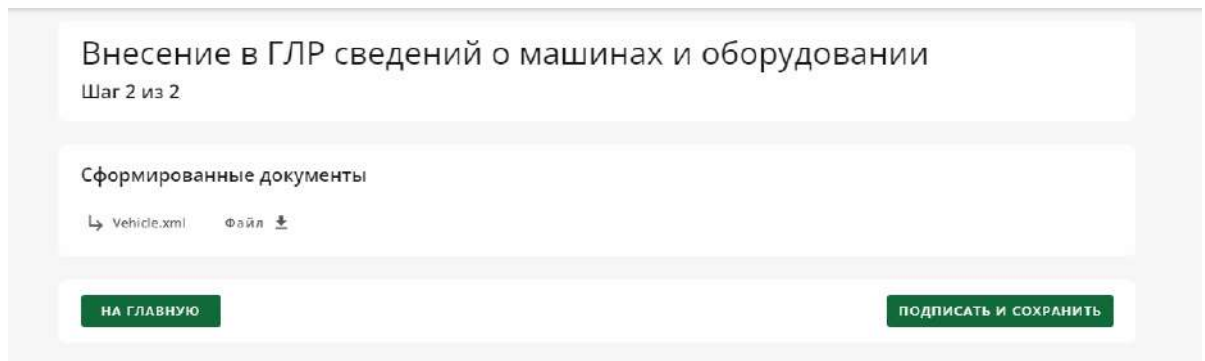 Внесение в ГЛР сведений о машинах и оборудовании
Шаг 2 из 2
Сформированные документы
Vehicle.xml Файл
НА ГЛАВНУЮ ПОДПИСАТЬ И СОХРАНИТЬ